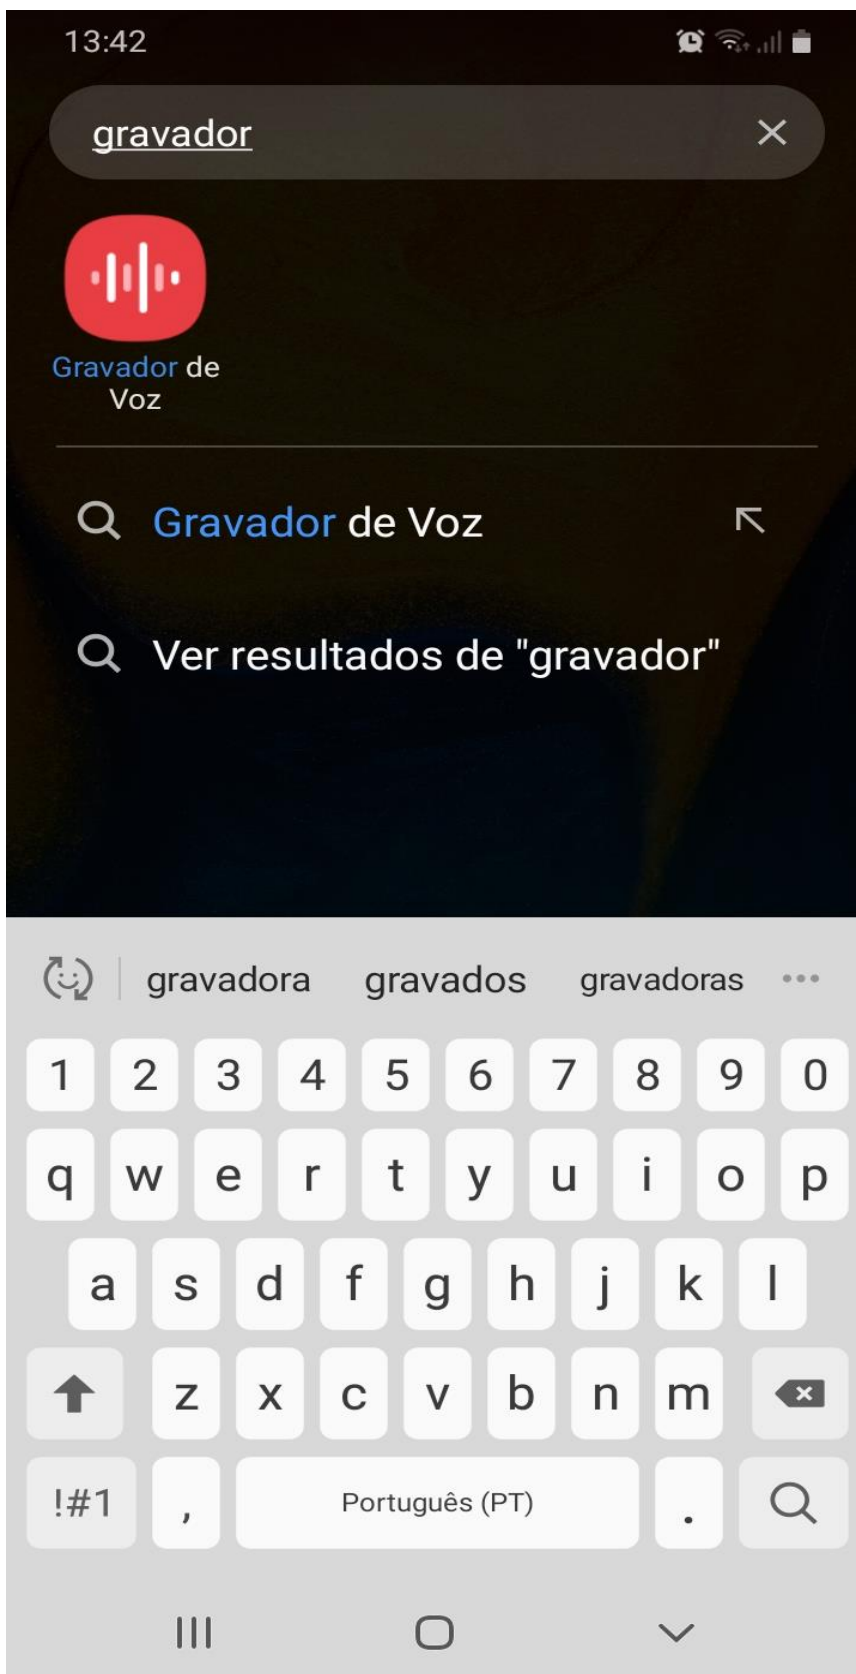 13:42
gravador
Gravador de
Voz
Gravador de Voz
Ver resultados de "gravador"
gravadora gravados gravadoras
1 2 3 4 5 6 7 8 9 0
q w e r t y u i o p
a s d f g h j k l
z x c v b n m
!#1 , Português (PT) .